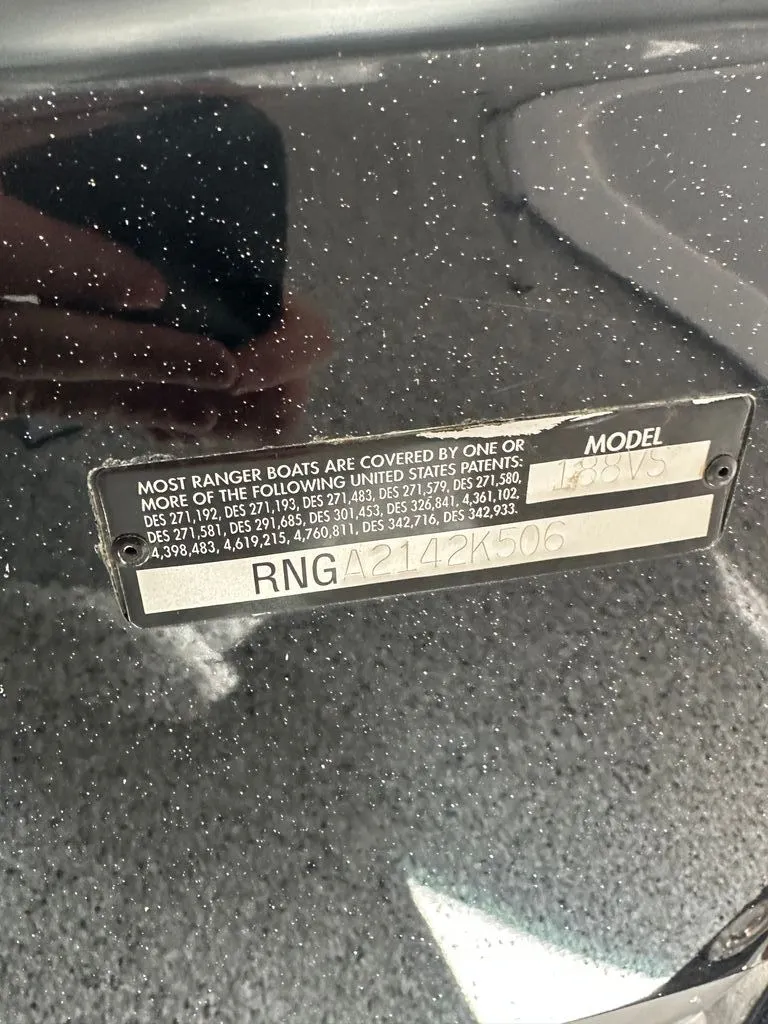 MOST RANGER BOATS ARE COVERED BY ONE OR
MORE OF THE FOLLOWING UNITED STATES PATENTS:
DES 271,192, DES 271,193, DES 271,483, DES 271,579, DES 271,580,
DES 271,581, DES 291,685, DES 301,453, DES 326,841, 4,361,102,
4,398,483, 4,619,215, 4,760,811, DES 342,716, DES 342,933.
MODEL
188VS
RNGA2142K506